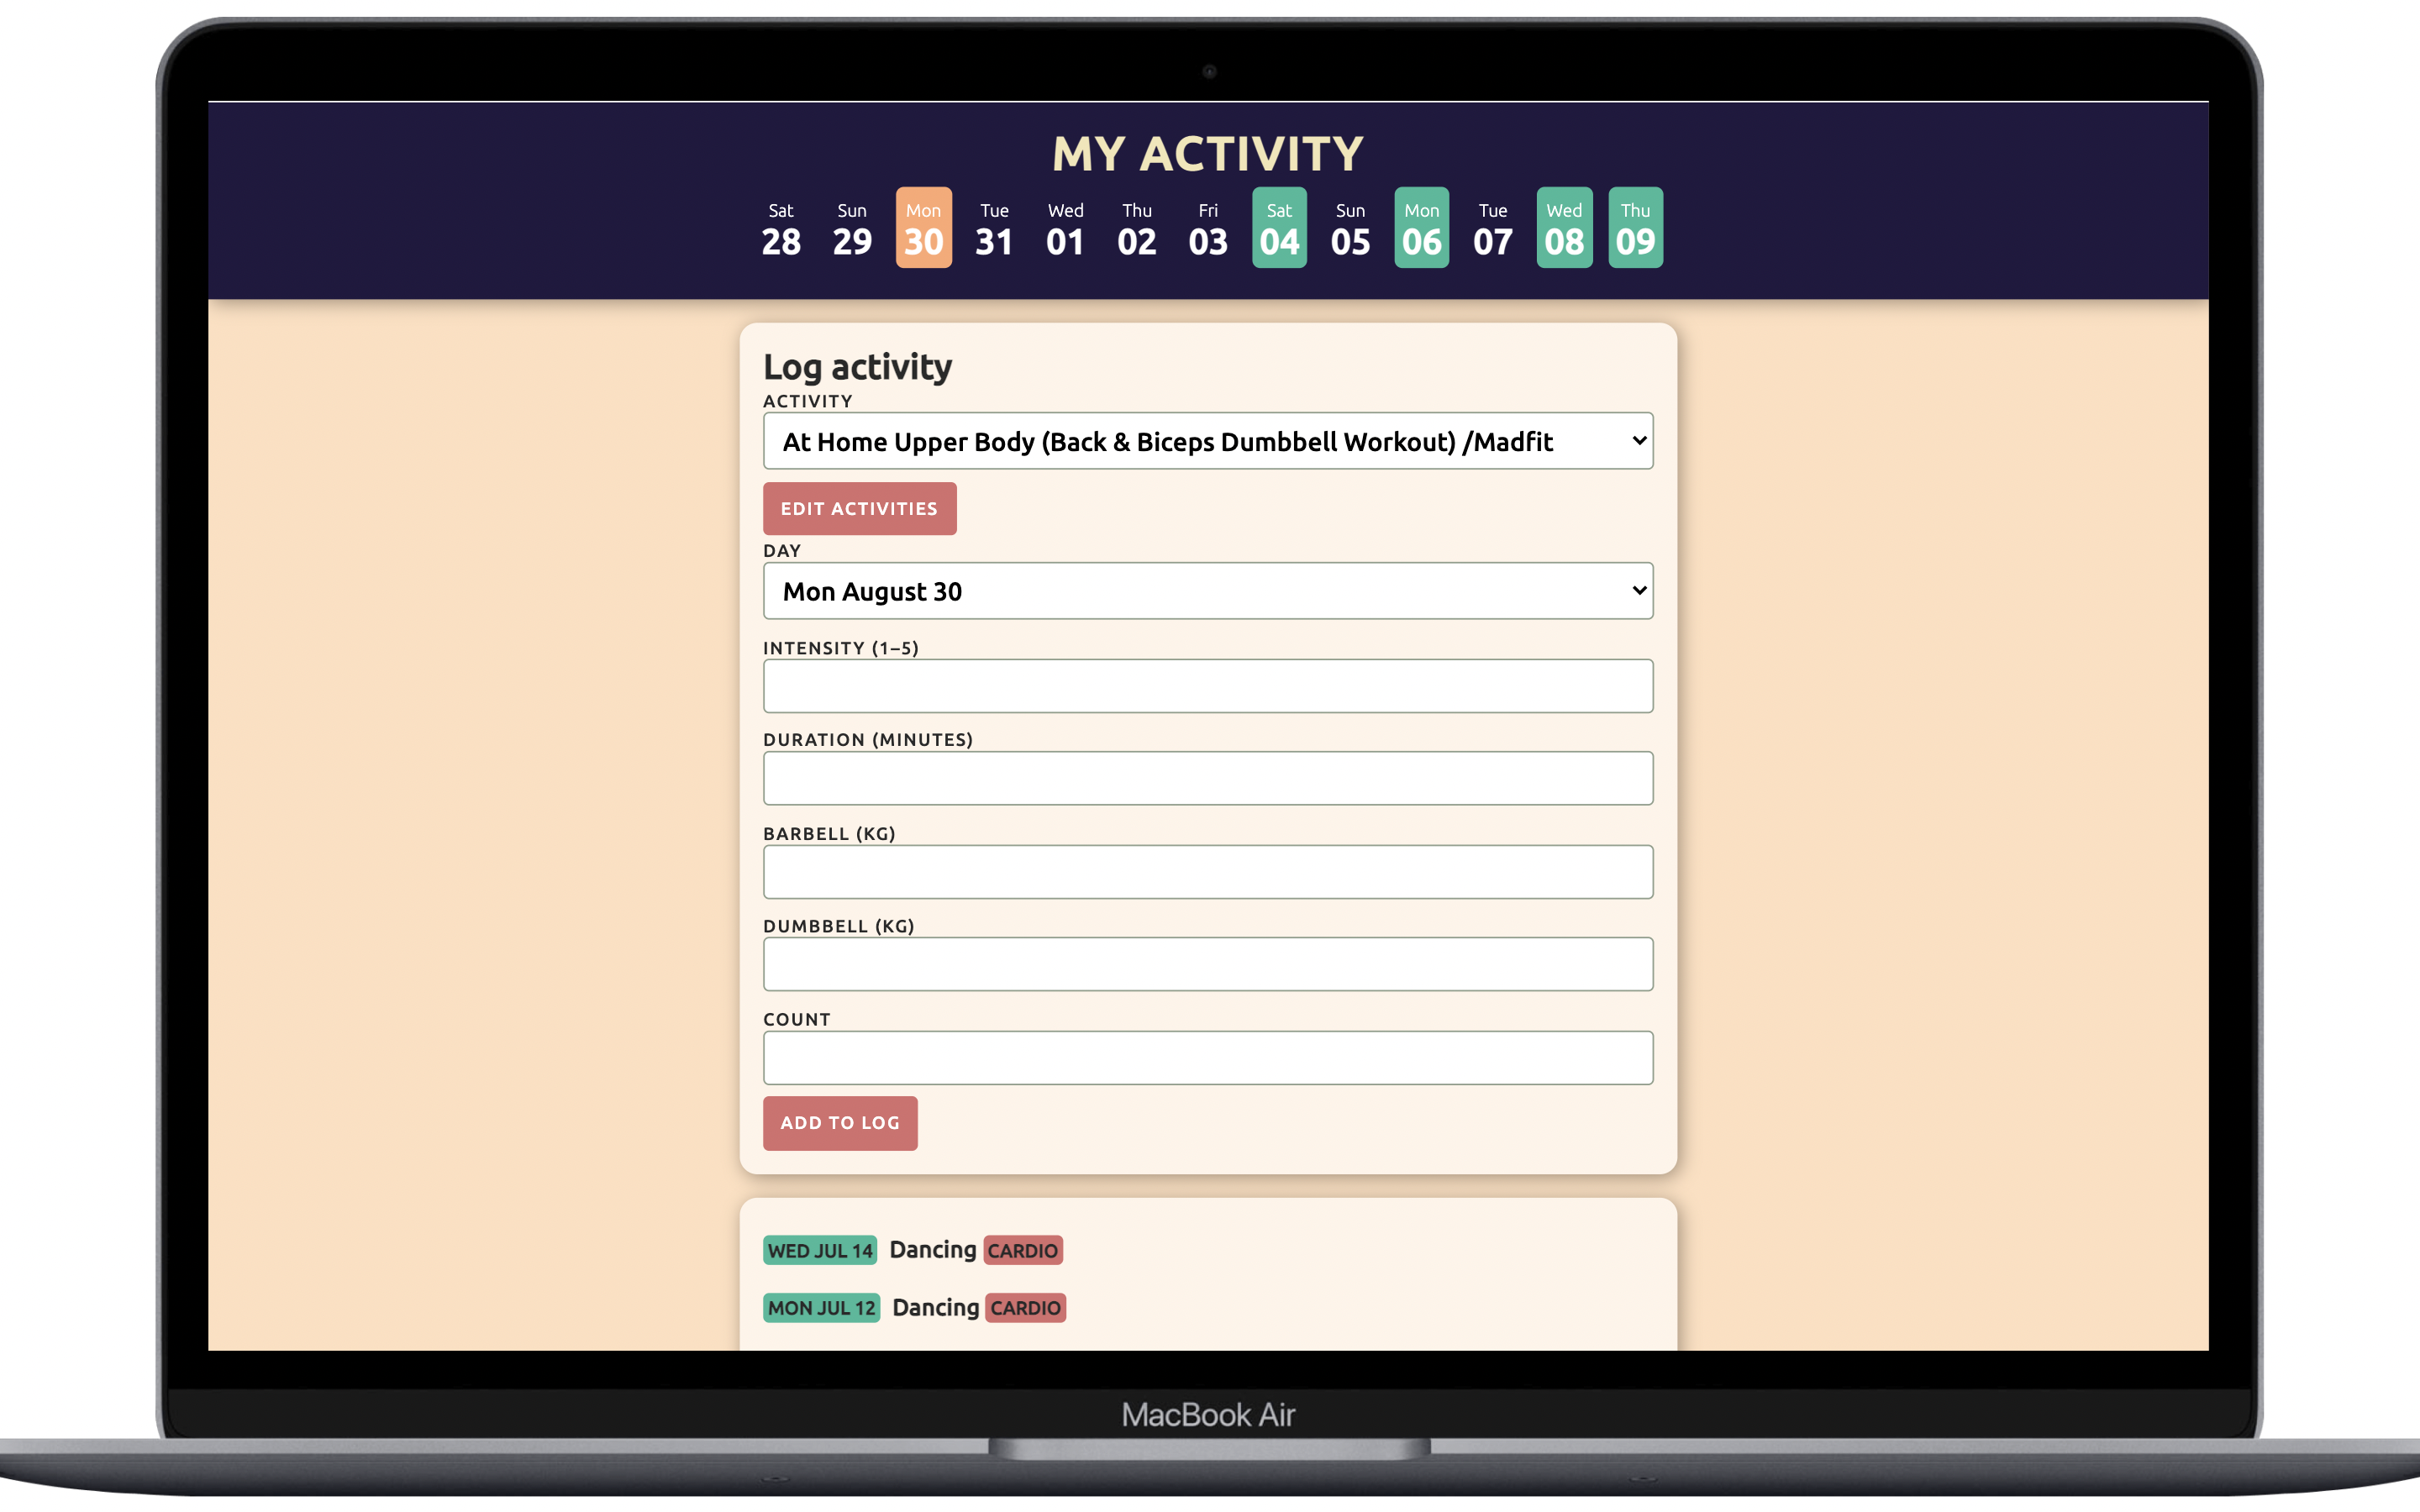 MY ACTIVITY
Sat Sun Mon Tue Wed Thu Fri Sat Sun Mon Tue Wed Thu
28 29 30 31 01 02 03 04 05 06 07 08 09
Log activity
ACTIVITY
At Home Upper Body (Back & Biceps Dumbbell Workout) /Madfit
EDIT ACTIVITIES
DAY
Mon August 30
INTENSITY (1–5)
DURATION (MINUTES)
BARBELL (KG)
DUMBBELL (KG)
COUNT
ADD TO LOG
WED JUL 14 Dancing CARDIO
MON JUL 12 Dancing CARDIO
MacBook Air